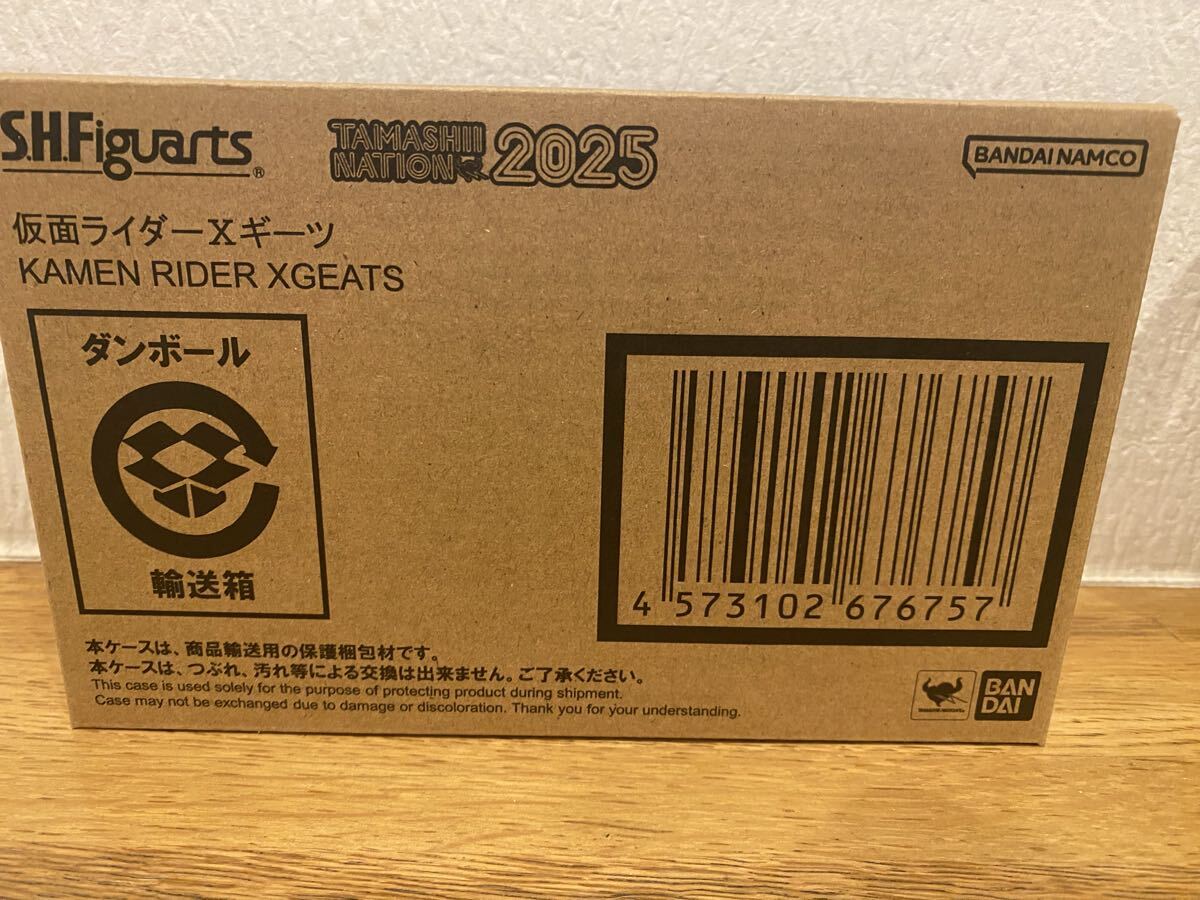 S.H.Figuarts®
TAMASHII
NATION 2025
BANDAI NAMCO
仮面ライダーXギーツ
KAMEN RIDER XGEATS
ダンボール
輸送箱
4 573102 676757
本ケースは、商品輸送用の保護梱包材です。
本ケースは、つぶれ、汚れ等による交換は出来ません。ご了承ください。
This case is used solely for the purpose of protecting product during shipment.
Case may not be exchanged due to damage or discoloration. Thank you for your understanding.
TAMASHII NATIONS
BAN
DAI